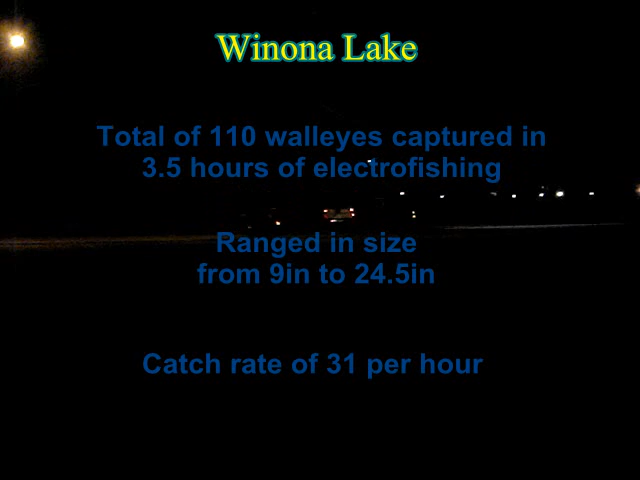 Winona Lake
Total of 110 walleyes captured in
3.5 hours of electrofishing
Ranged in size
from 9in to 24.5in
Catch rate of 31 per hour